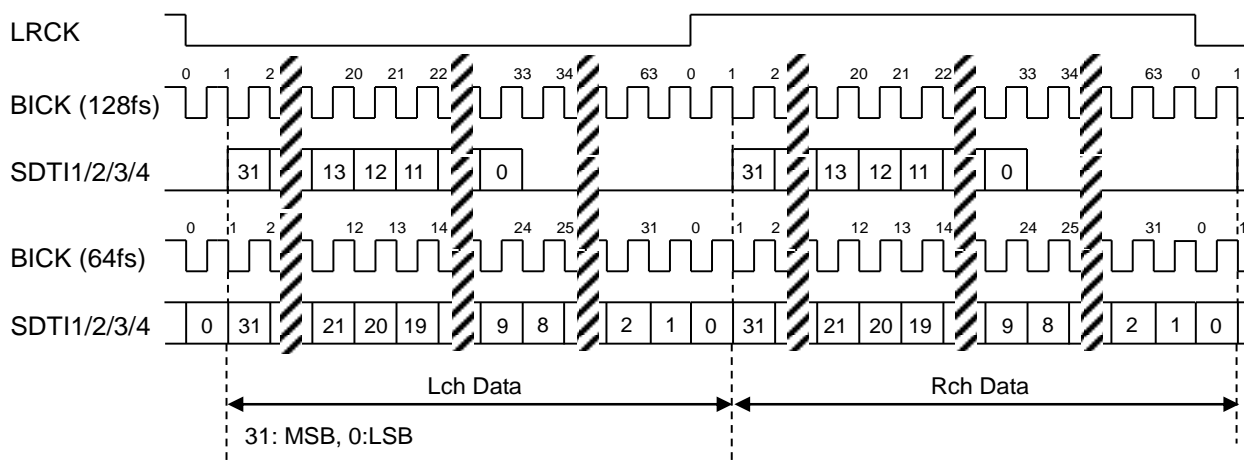 LRCK
0 1 2 20 21 22 33 34 63 0 1 2 20 21 22 33 34 63 0 1
BICK (128fs)
SDTI1/2/3/4 31 13 12 11 0 31 13 12 11 0
0 1 2 12 13 14 24 25 31 0 1 2 12 13 14 24 25 31 0 1
BICK (64fs)
SDTI1/2/3/4 0 31 21 20 19 9 8 2 1 0 31 21 20 19 9 8 2 1 0
Lch Data Rch Data
31: MSB, 0:LSB